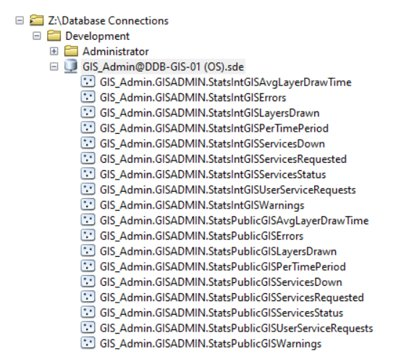 Z:\Database Connections
Development
Administrator
GIS_Admin@DDB-GIS-01 (OS).sde
GIS_Admin.GISADMIN.StatsIntGISAvgLayerDrawTime
GIS_Admin.GISADMIN.StatsIntGISErrors
GIS_Admin.GISADMIN.StatsIntGISLayersDrawn
GIS_Admin.GISADMIN.StatsIntGISPerTimePeriod
GIS_Admin.GISADMIN.StatsIntGISServicesDown
GIS_Admin.GISADMIN.StatsIntGISServicesRequested
GIS_Admin.GISADMIN.StatsIntGISServicesStatus
GIS_Admin.GISADMIN.StatsIntGISUserServiceRequests
GIS_Admin.GISADMIN.StatsIntGISWarnings
GIS_Admin.GISADMIN.StatsPublicGISAvgLayerDrawTime
GIS_Admin.GISADMIN.StatsPublicGISErrors
GIS_Admin.GISADMIN.StatsPublicGISLayersDrawn
GIS_Admin.GISADMIN.StatsPublicGISPerTimePeriod
GIS_Admin.GISADMIN.StatsPublicGISServicesDown
GIS_Admin.GISADMIN.StatsPublicGISServicesRequested
GIS_Admin.GISADMIN.StatsPublicGISServicesStatus
GIS_Admin.GISADMIN.StatsPublicGISUserServiceRequests
GIS_Admin.GISADMIN.StatsPublicGISWarnings